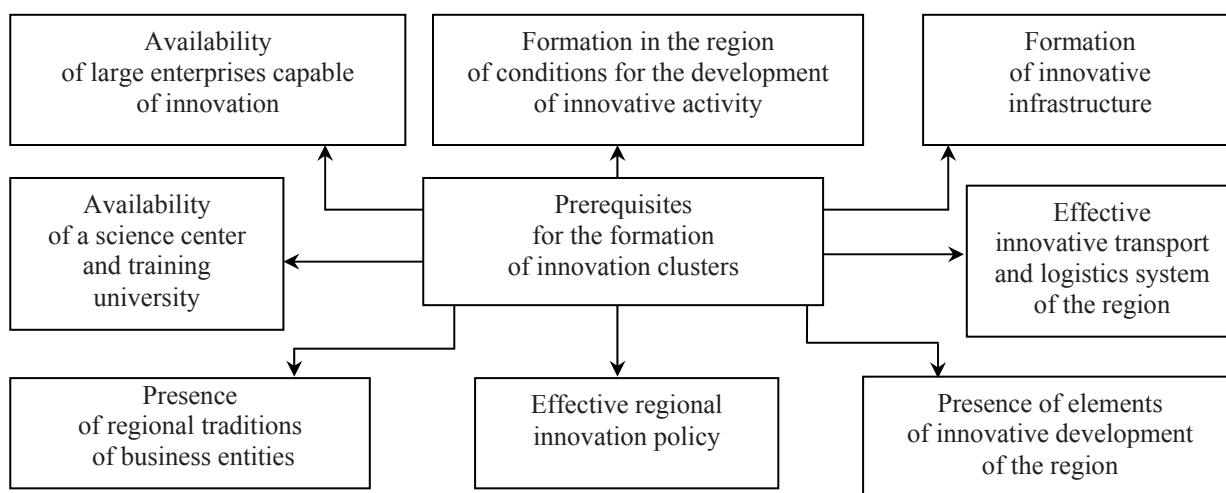 Availability
of large enterprises capable
of innovation
Formation in the region
of conditions for the development
of innovative activity
Formation
of innovative
infrastructure
Availability
of a science center
and training
university
Prerequisites
for the formation
of innovation clusters
Effective
innovative transport
and logistics system
of the region
Presence
of regional traditions
of business entities
Effective regional
innovation policy
Presence of elements
of innovative development
of the region